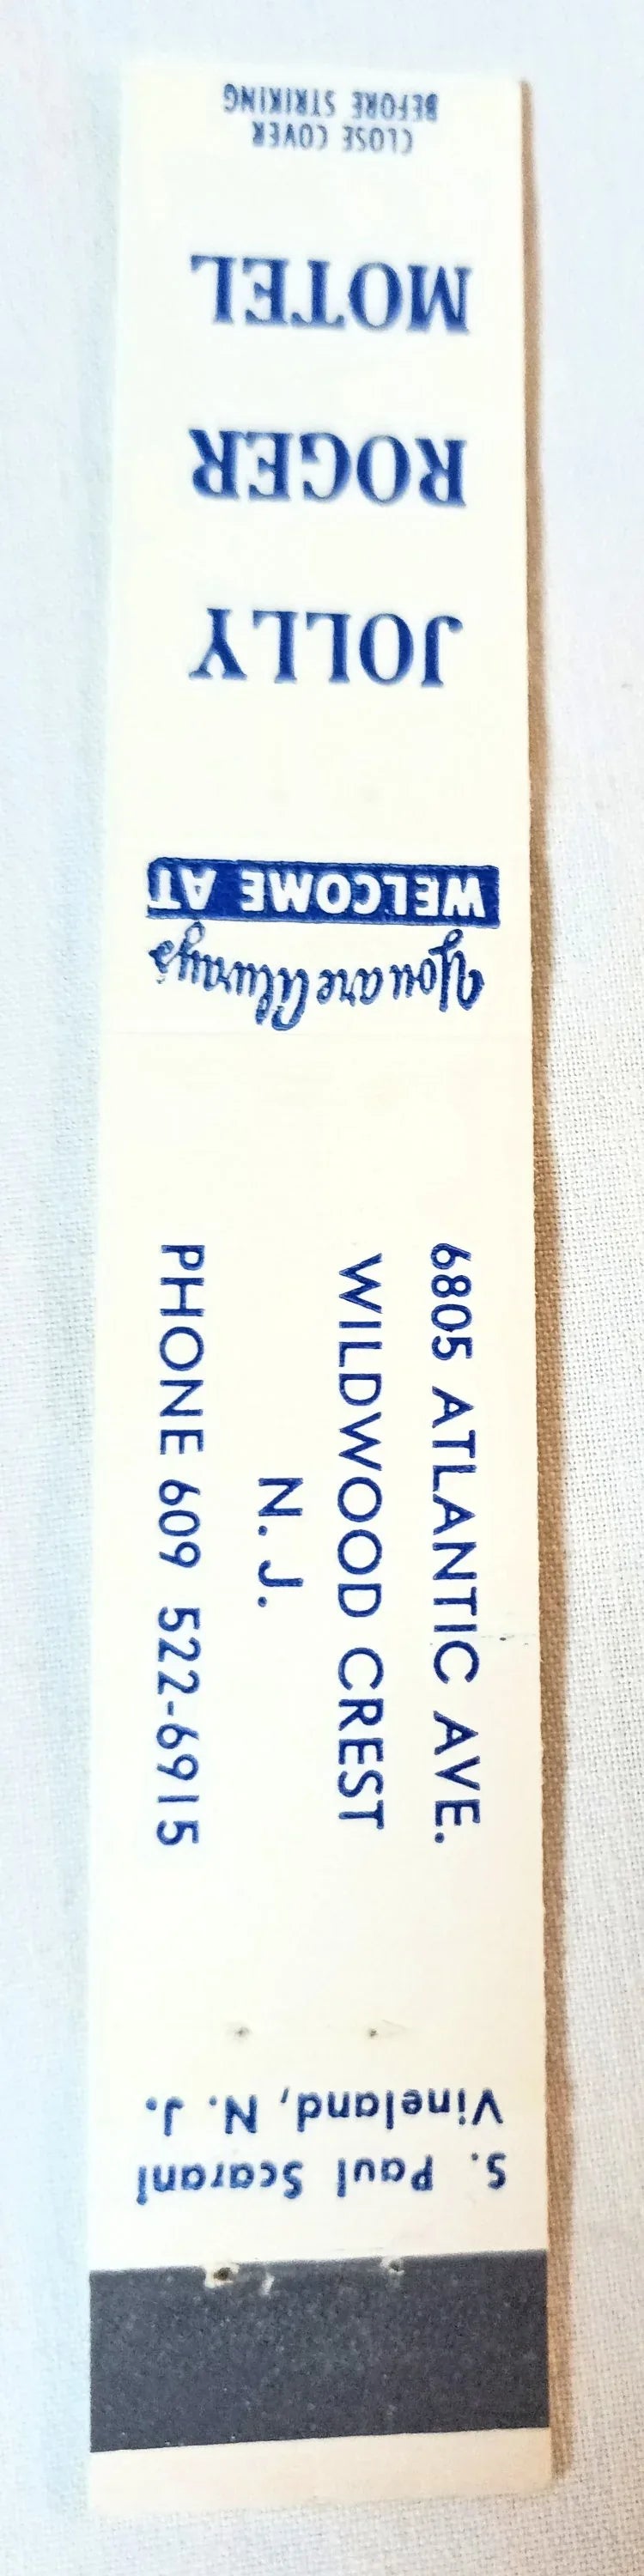 S. Paul Scarani
Vineland, N. J.
6805 ATLANTIC AVE.
WILDWOOD CREST
N. J.
PHONE 609 522-6915
You are Always
WELCOME AT
JOLLY
ROGER
MOTEL
CLOSE COVER
BEFORE STRIKING